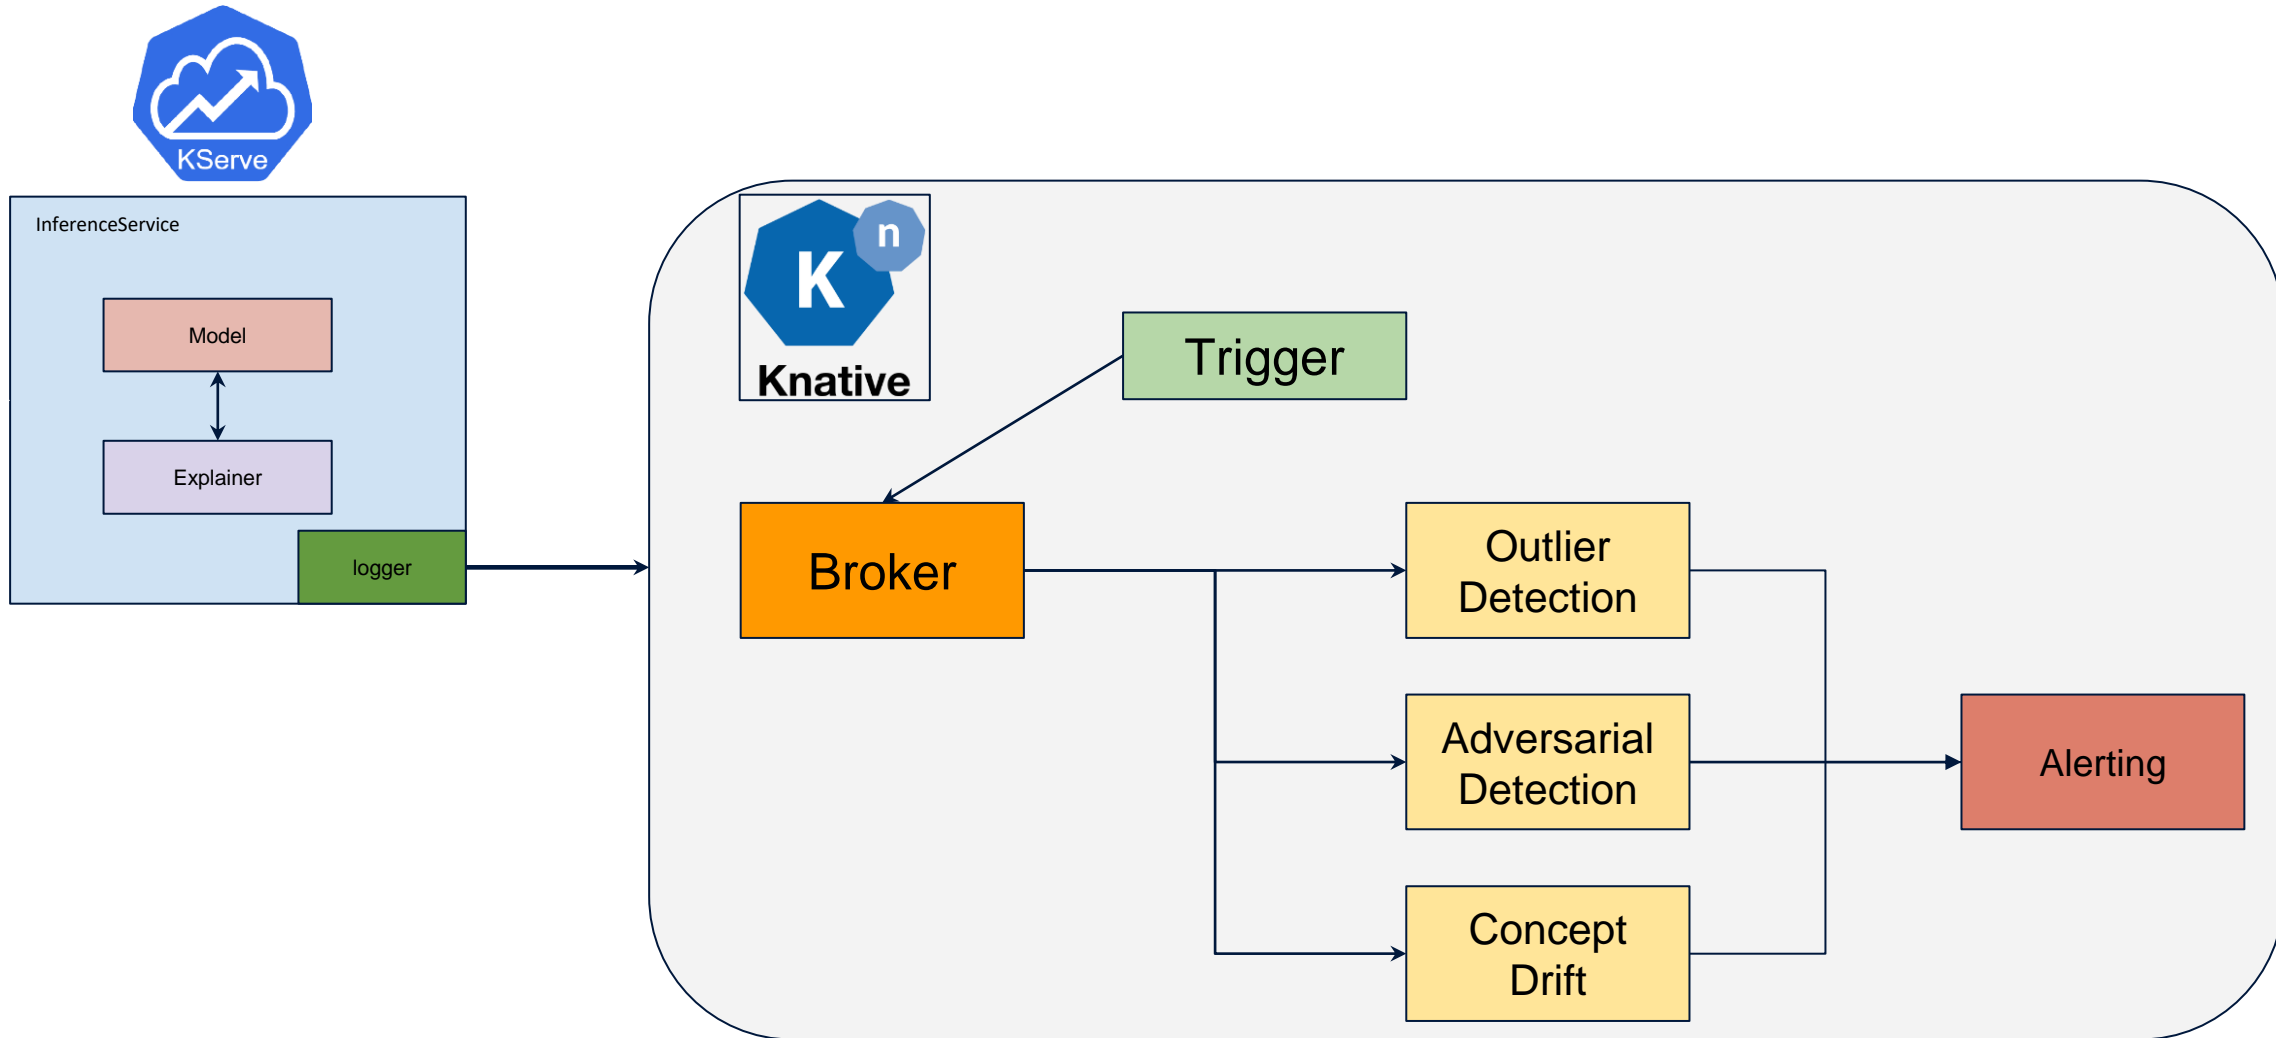 KServe
InferenceService
Model
Explainer
logger
K
n
Knative
Trigger
Broker
Outlier
Detection
Adversarial
Detection
Concept
Drift
Alerting